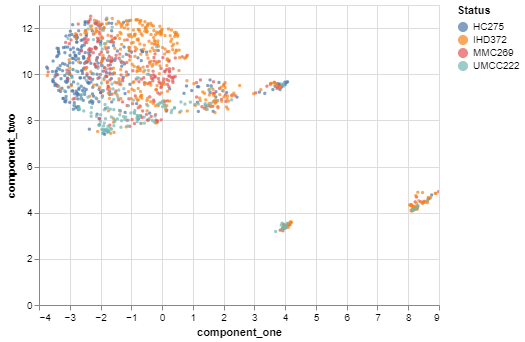 Status
HC275
IHD372
MMC269
UMCC222
component_two
12
10
8
6
4
2
0
−4 −3 −2 −1 0 1 2 3 4 5 6 7 8 9
component_one